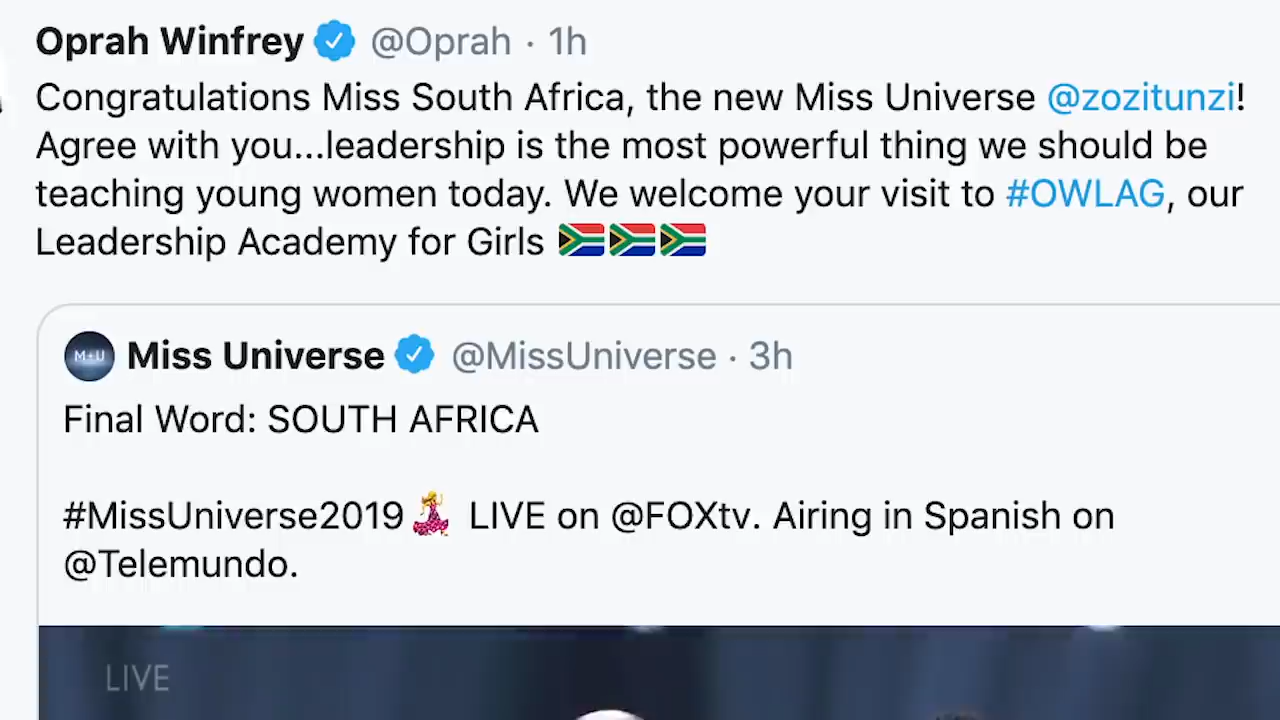 Oprah Winfrey @Oprah · 1h
Congratulations Miss South Africa, the new Miss Universe @zozitunzi!
Agree with you...leadership is the most powerful thing we should be
teaching young women today. We welcome your visit to #OWLAG, our
Leadership Academy for Girls 🇿🇦🇿🇦🇿🇦
M+U Miss Universe @MissUniverse · 3h
Final Word: SOUTH AFRICA
#MissUniverse2019💃 LIVE on @FOXtv. Airing in Spanish on
@Telemundo.
LIVE